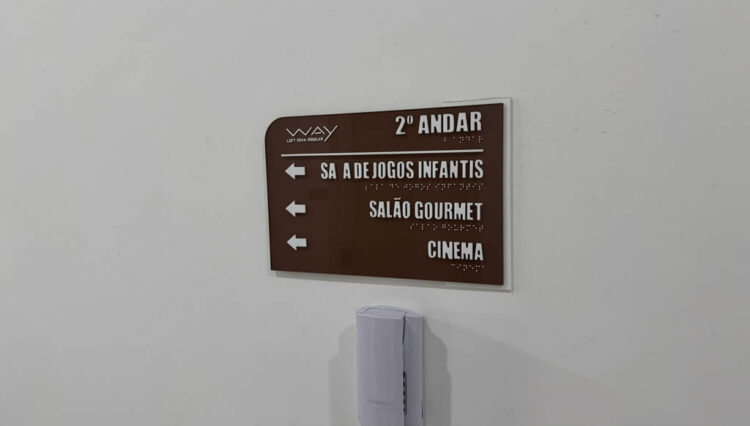 WAY
2º ANDAR
SA A DE JOGOS INFANTIS
SALÃO GOURMET
CINEMA